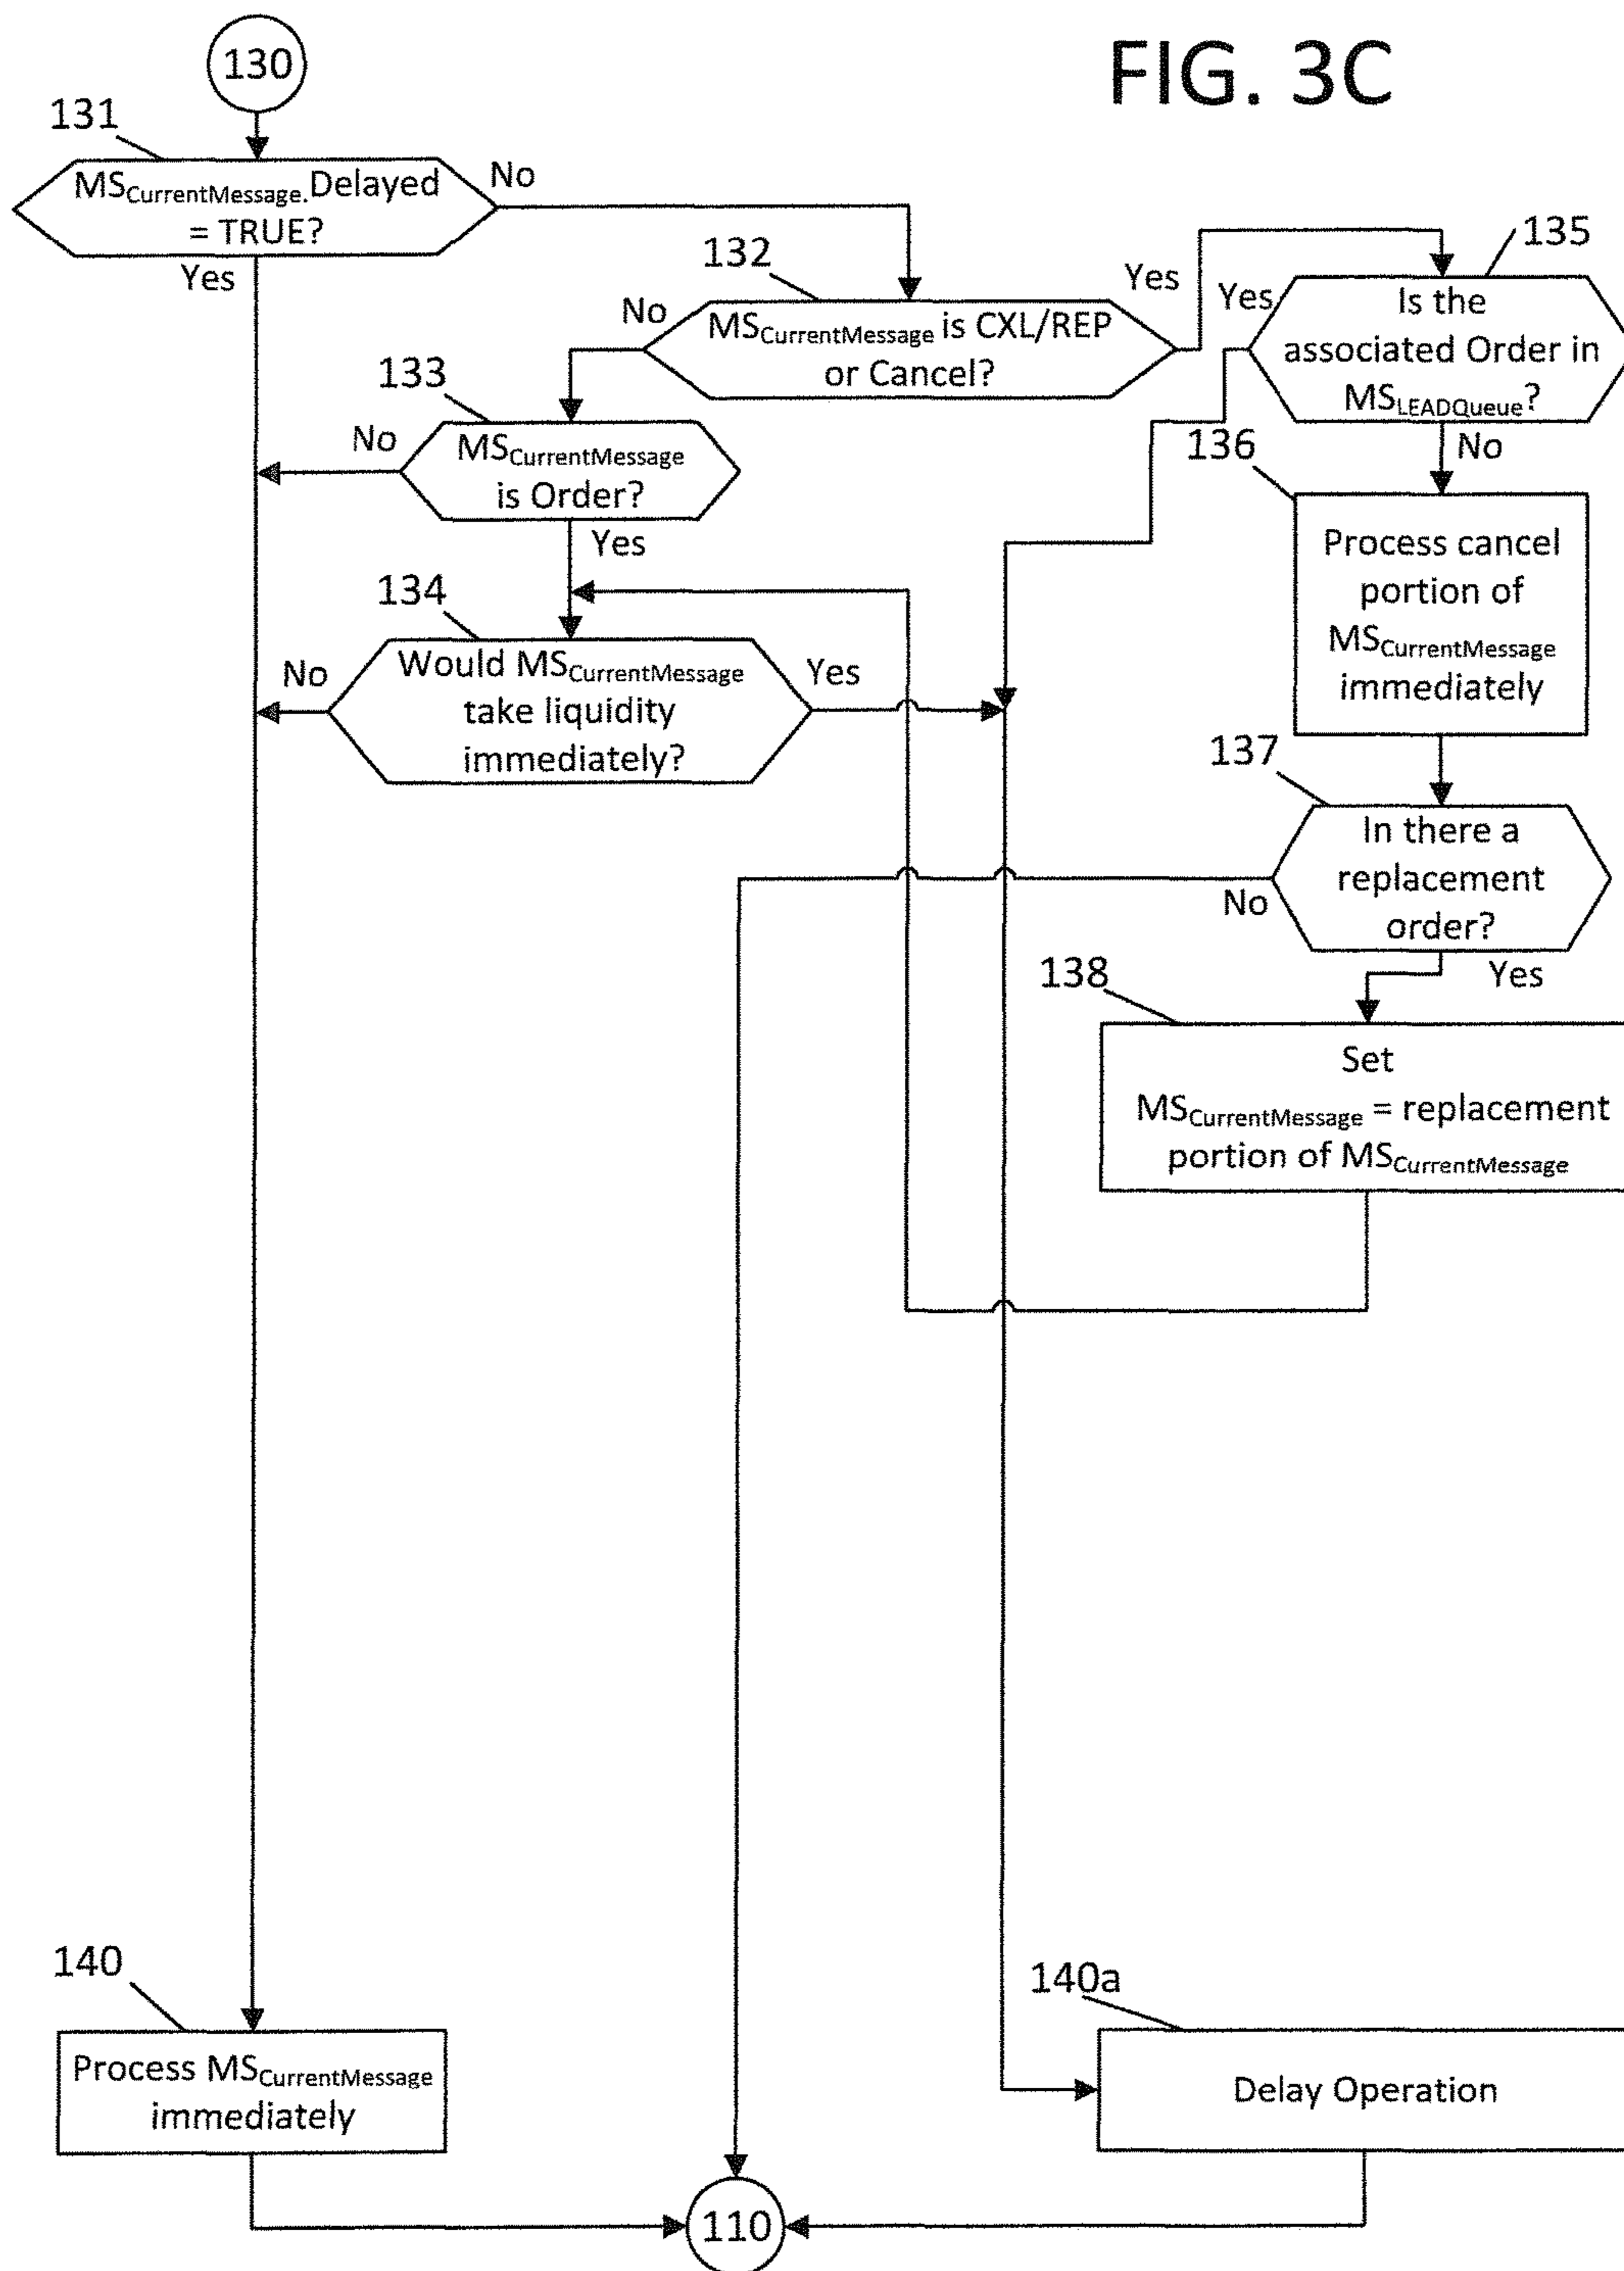 FIG. 3C
130
131
MSCurrentMessage.Delayed
= TRUE?
No
Yes
132
MSCurrentMessage is CXL/REP
or Cancel?
No
Yes
135
Yes
Is the
associated Order in
MSLEADQueue?
No
133
MSCurrentMessage
is Order?
No
Yes
136
Process cancel
portion of
MSCurrentMessage
immediately
134
Would MSCurrentMessage
take liquidity
immediately?
No
Yes
137
In there a
replacement
order?
No
Yes
138
Set
MSCurrentMessage = replacement
portion of MSCurrentMessage
140
Process MSCurrentMessage
immediately
140a
Delay Operation
110